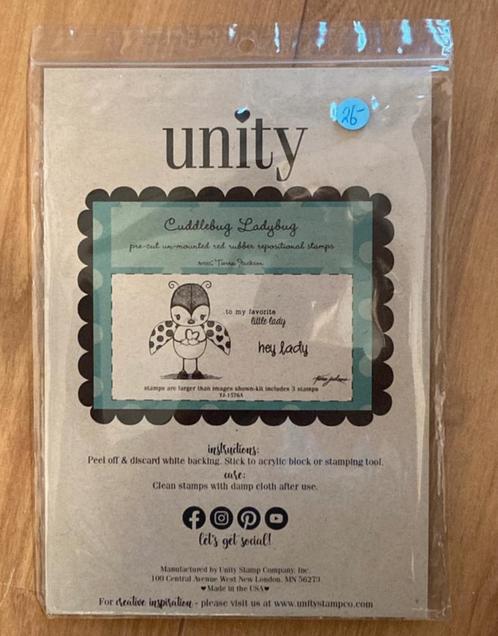 26-
unity
Cuddlebug Ladybug
pre-cut un-mounted red rubber repositional stamps
to my favorite
little lady
hey lady
stamps are larger than images shown-kit includes 3 stamps
instructions:
Peel off & discard white backing. Stick to acrylic block or stamping tool.
care:
Clean stamps with damp cloth after use.
let's get social!
Manufactured by Unity Stamp Company, Inc.
100 Central Avenue West New London, MN 56273
♥Made in the USA♥
For creative inspiration - please visit us at www.unitystampco.com